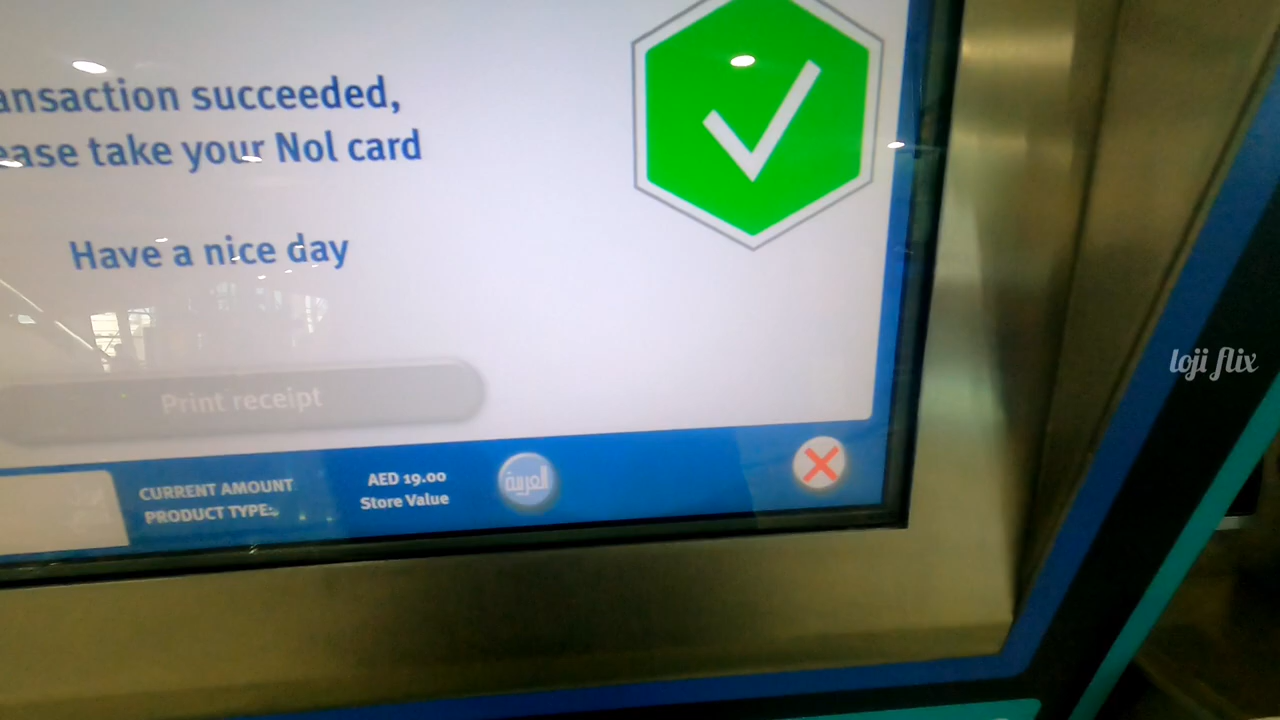 ansaction succeeded,
ease take your Nol card
Have a nice day
Print receipt
CURRENT AMOUNT
PRODUCT TYPE:
AED 19.00
Store Value
العربية
loji flix